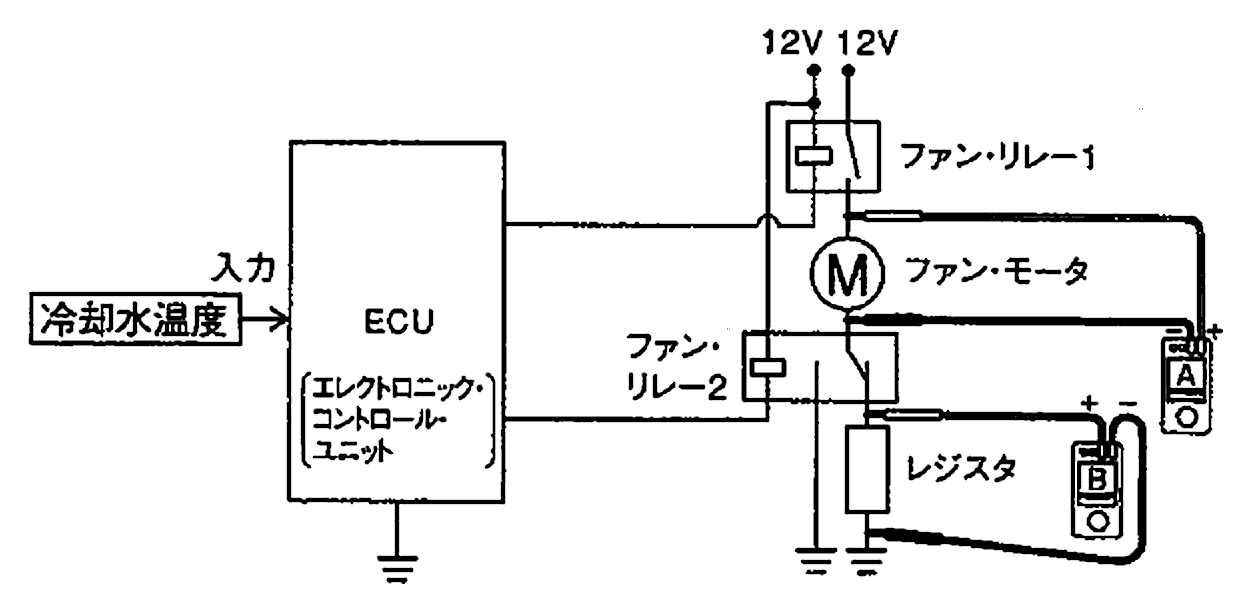 12V 12V
ファン・リレー1
入力
冷却水温度
ECU
(エレクトロニック・
コントロール・
ユニット)
M
ファン・モータ
ファン・
リレー2
- +
A
+ -
B
レジスタ